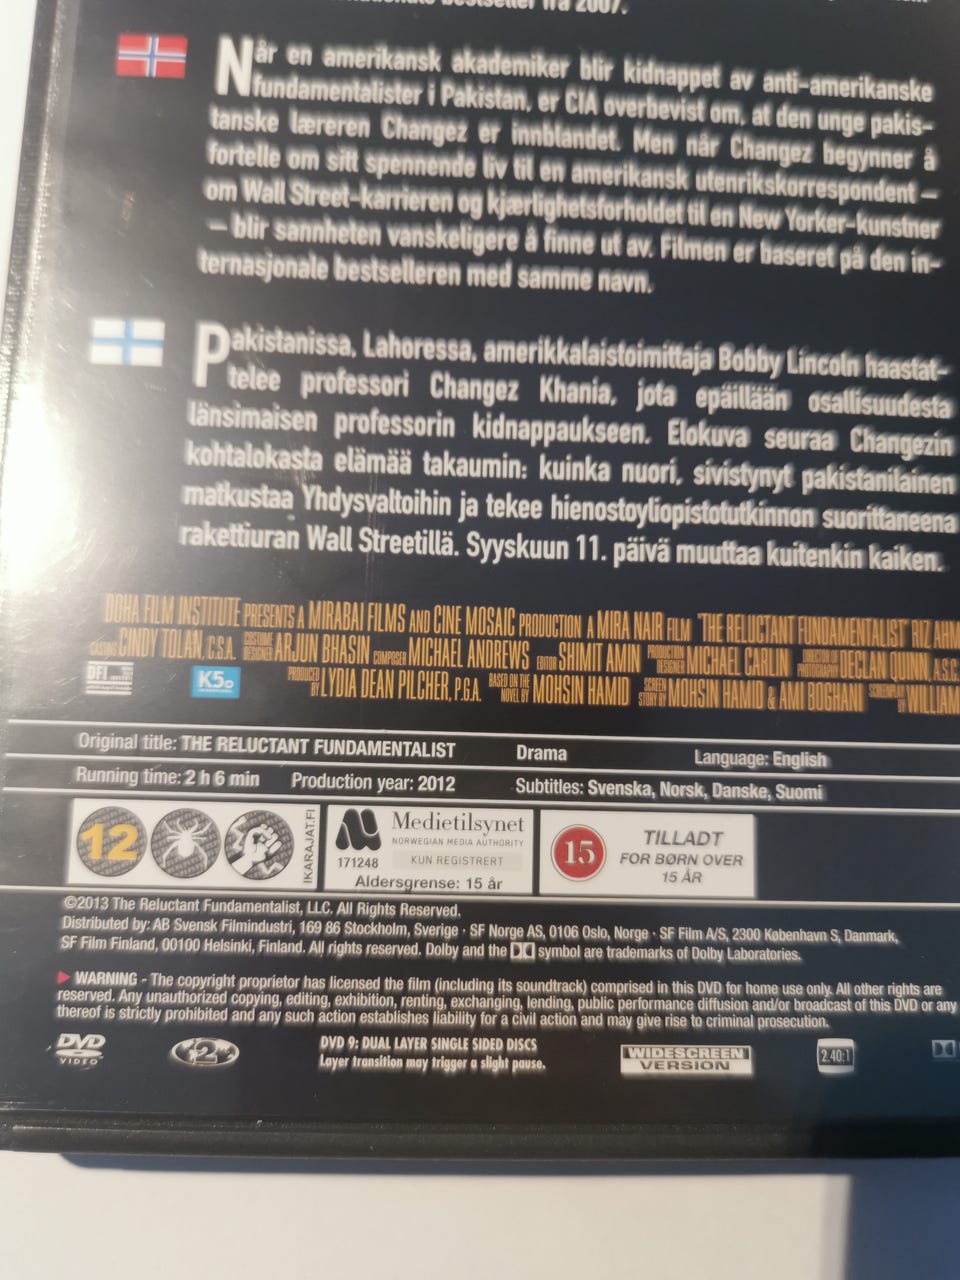 bestseller fra 2007.
Når en amerikansk akademiker blir kidnappet av anti-amerikanske
fundamentalister i Pakistan, er CIA overbevist om, at den unge pakis-
tanske læreren Changez er innblandet. Men når Changez begynner å
fortelle om sitt spennende liv til en amerikansk utenrikskorrespondent –
om Wall Street-karrieren og kjærlighetsforholdet til en New Yorker-kunstner
– blir sannheten vanskeligere å finne ut av. Filmen er baseret på den in-
ternasjonale bestselleren med samme navn.
Pakistanissa, Lahoressa, amerikkalaistoimittaja Bobby Lincoln haastat-
telee professori Changez Khania, jota epäillään osallisuudesta
länsimaisen professorin kidnappaukseen. Elokuva seuraa Changezin
kohtalokasta elämää takaumin: kuinka nuori, sivistynyt pakistanilainen
matkustaa Yhdysvaltoihin ja tekee hienostoyliopistotutkinnon suorittaneena
rakettiuran Wall Streetillä. Syyskuun 11. päivä muuttaa kuitenkin kaiken.
DOHA FILM INSTITUTE PRESENTS A MIRABAI FILMS AND CINE MOSAIC PRODUCTION A MIRA NAIR FILM "THE RELUCTANT FUNDAMENTALIST" RIZ AHM
CASTING CINDY TOLAN, C.S.A. COSTUME DESIGNER ARJUN BHASIN COMPOSER MICHAEL ANDREWS EDITOR SHIMIT AMIN PRODUCTION DESIGNER MICHAEL CARLIN DIRECTOR OF PHOTOGRAPHY DECLAN QUINN A.S.C.
DFI K5. PRODUCED BY LYDIA DEAN PILCHER, P.G.A. BASED ON THE NOVEL BY MOHSIN HAMID SCREEN STORY BY MOHSIN HAMID & AMI BOGHANI SCREENPLAY BY WILLIAM
Original title: THE RELUCTANT FUNDAMENTALIST Drama Language: English
Running time: 2 h 6 min Production year: 2012 Subtitles: Svenska, Norsk, Danske, Suomi
12
IKARAJAT.FI
Medietilsynet
NORWEGIAN MEDIA AUTHORITY
171248 KUN REGISTRERT
Aldersgrense: 15 år
15
TILLADT
FOR BØRN OVER
15 ÅR
©2013 The Reluctant Fundamentalist, LLC. All Rights Reserved.
Distributed by: AB Svensk Filmindustri, 169 86 Stockholm, Sverige · SF Norge AS, 0106 Oslo, Norge · SF Film A/S, 2300 København S, Danmark,
SF Film Finland, 00100 Helsinki, Finland. All rights reserved. Dolby and the symbol are trademarks of Dolby Laboratories.
WARNING - The copyright proprietor has licensed the film (including its soundtrack) comprised in this DVD for home use only. All other rights are
reserved. Any unauthorized copying, editing, exhibition, renting, exchanging, lending, public performance diffusion and/or broadcast of this DVD or any
thereof is strictly prohibited and any such action establishes liability for a civil action and may give rise to criminal prosecution.
DVD VIDEO
2
DVD 9: DUAL LAYER SINGLE SIDED DISCS
Layer transition may trigger a slight pause.
WIDESCREEN
VERSION
2.40:1